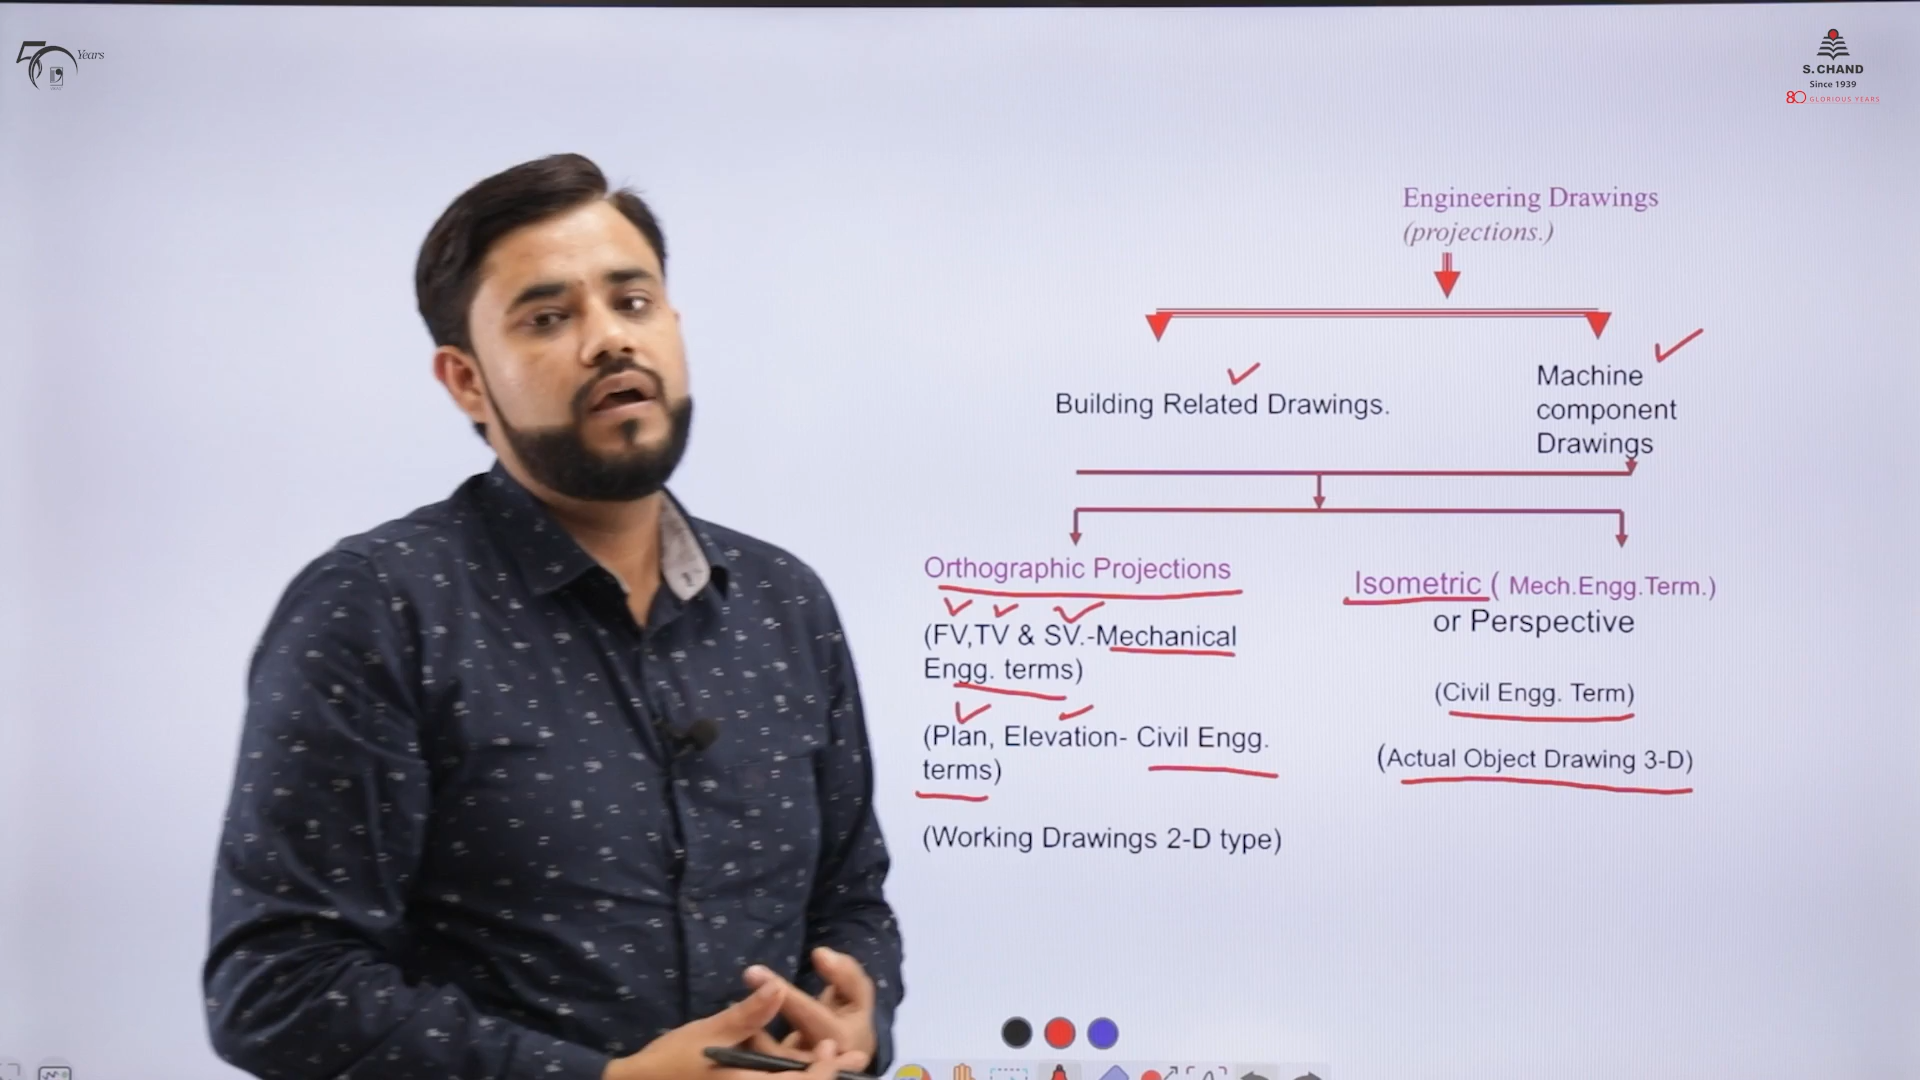 50 Years
S. CHAND
Since 1939
80 GLORIOUS YEARS
Engineering Drawings
(projections.)
Building Related Drawings.
Machine
component
Drawings
Orthographic Projections
(FV,TV & SV.-Mechanical
Engg. terms)
(Plan, Elevation- Civil Engg.
terms)
(Working Drawings 2-D type)
Isometric ( Mech.Engg.Term.)
or Perspective
(Civil Engg. Term)
(Actual Object Drawing 3-D)